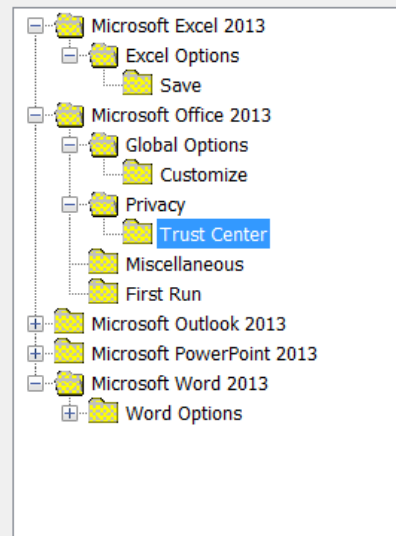 Microsoft Excel 2013
Excel Options
Save
Microsoft Office 2013
Global Options
Customize
Privacy
Trust Center
Miscellaneous
First Run
Microsoft Outlook 2013
Microsoft PowerPoint 2013
Microsoft Word 2013
Word Options